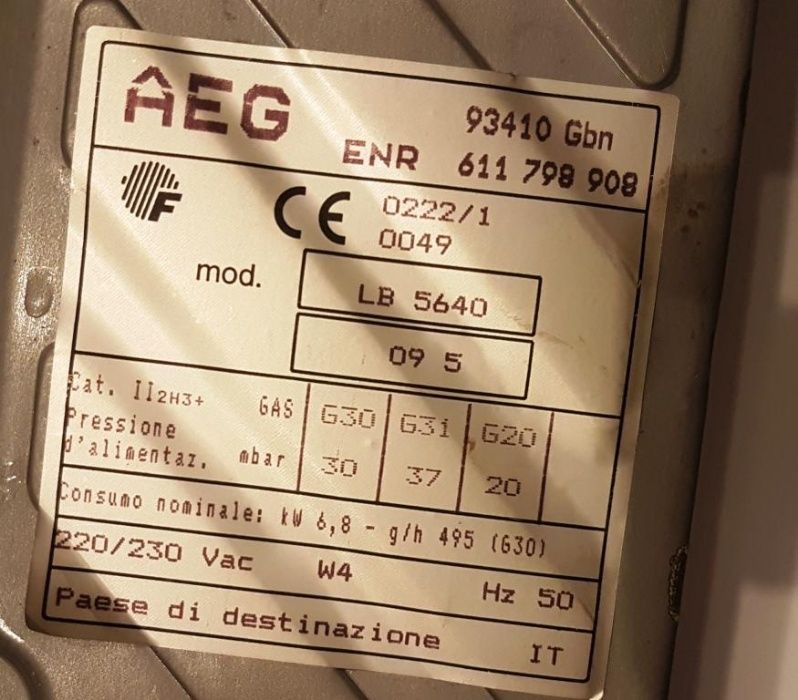 AEG
93410 Gbn
ENR 611 798 908
F
CE 0222/1
0049
mod. LB 5640
09 5
Cat. II2H3+ GAS G30 G31 G20
Pressione
d'alimentaz. mbar 30 37 20
Consumo nominale: kW 6,8 - g/h 495 (G30)
220/230 Vac W4 Hz 50
Paese di destinazione IT